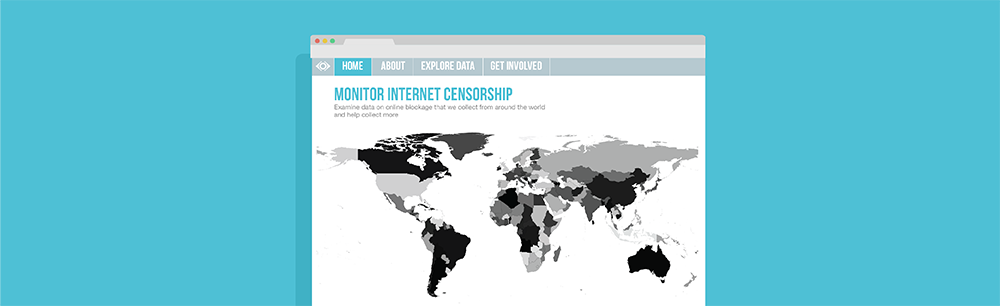 HOME ABOUT EXPLORE DATA GET INVOLVED
MONITOR INTERNET CENSORSHIP
Examine data on online blockage that we collect from around the world
and help collect more